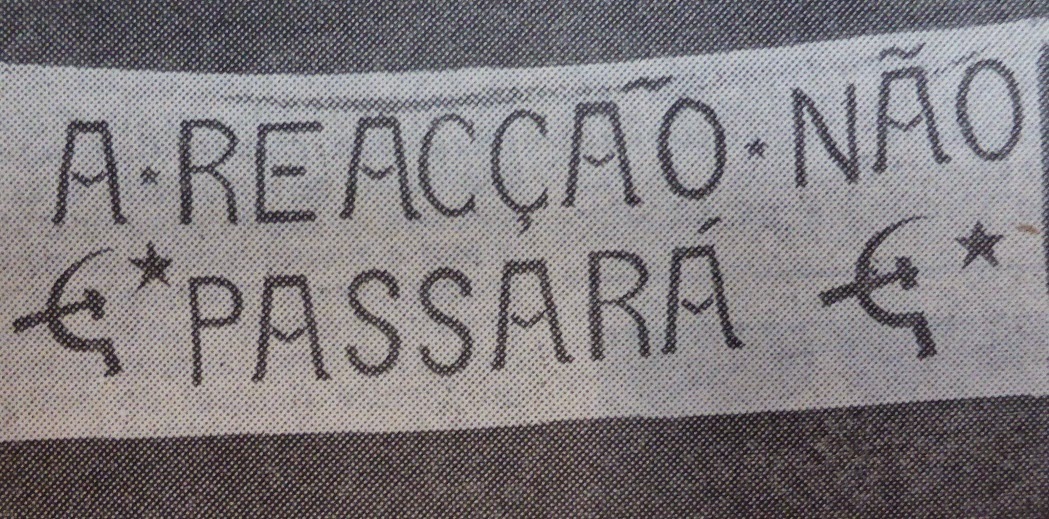 A · REACÇÃO · NÃO
PASSARÁ